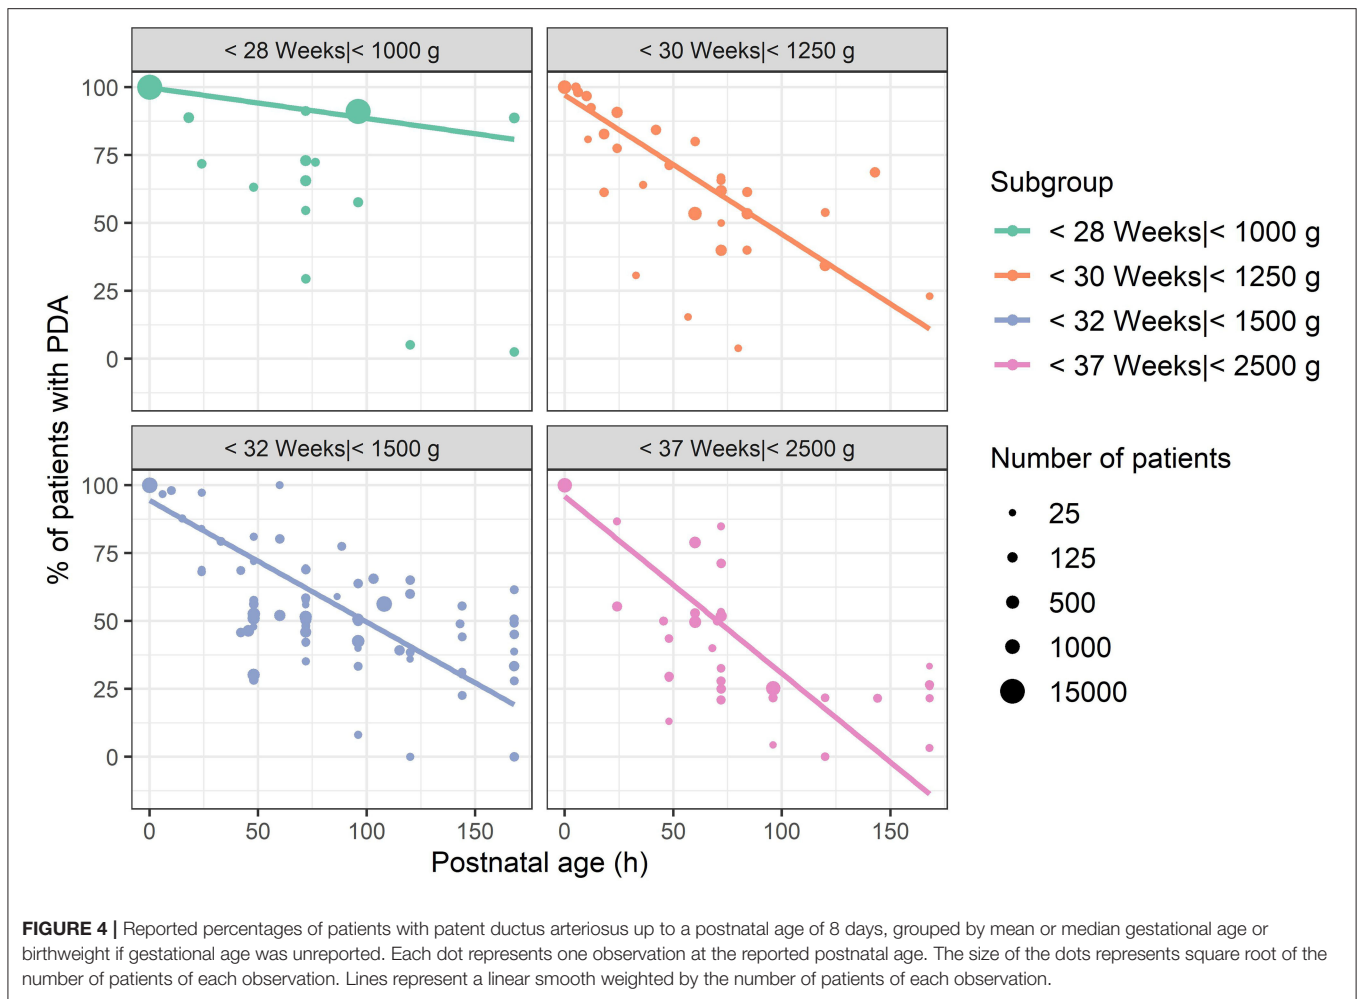 < 28 Weeks|< 1000 g
< 30 Weeks|< 1250 g
100
75
50
25
0
% of patients with PDA
< 32 Weeks|< 1500 g
< 37 Weeks|< 2500 g
100
75
50
25
0
0 50 100 150
0 50 100 150
Postnatal age (h)
Subgroup
< 28 Weeks|< 1000 g
< 30 Weeks|< 1250 g
< 32 Weeks|< 1500 g
< 37 Weeks|< 2500 g
Number of patients
25
125
500
1000
15000
FIGURE 4 | Reported percentages of patients with patent ductus arteriosus up to a postnatal age of 8 days, grouped by mean or median gestational age or
birthweight if gestational age was unreported. Each dot represents one observation at the reported postnatal age. The size of the dots represents square root of the
number of patients of each observation. Lines represent a linear smooth weighted by the number of patients of each observation.